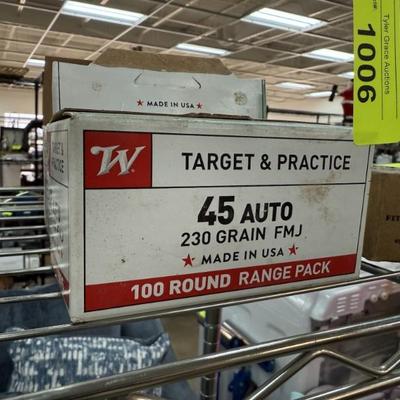 Tyler Grace Auctions
1006
★ MADE IN USA ★
W
TARGET & PRACTICE
45 AUTO
230 GRAIN FMJ
★ MADE IN USA ★
100 ROUND RANGE PACK